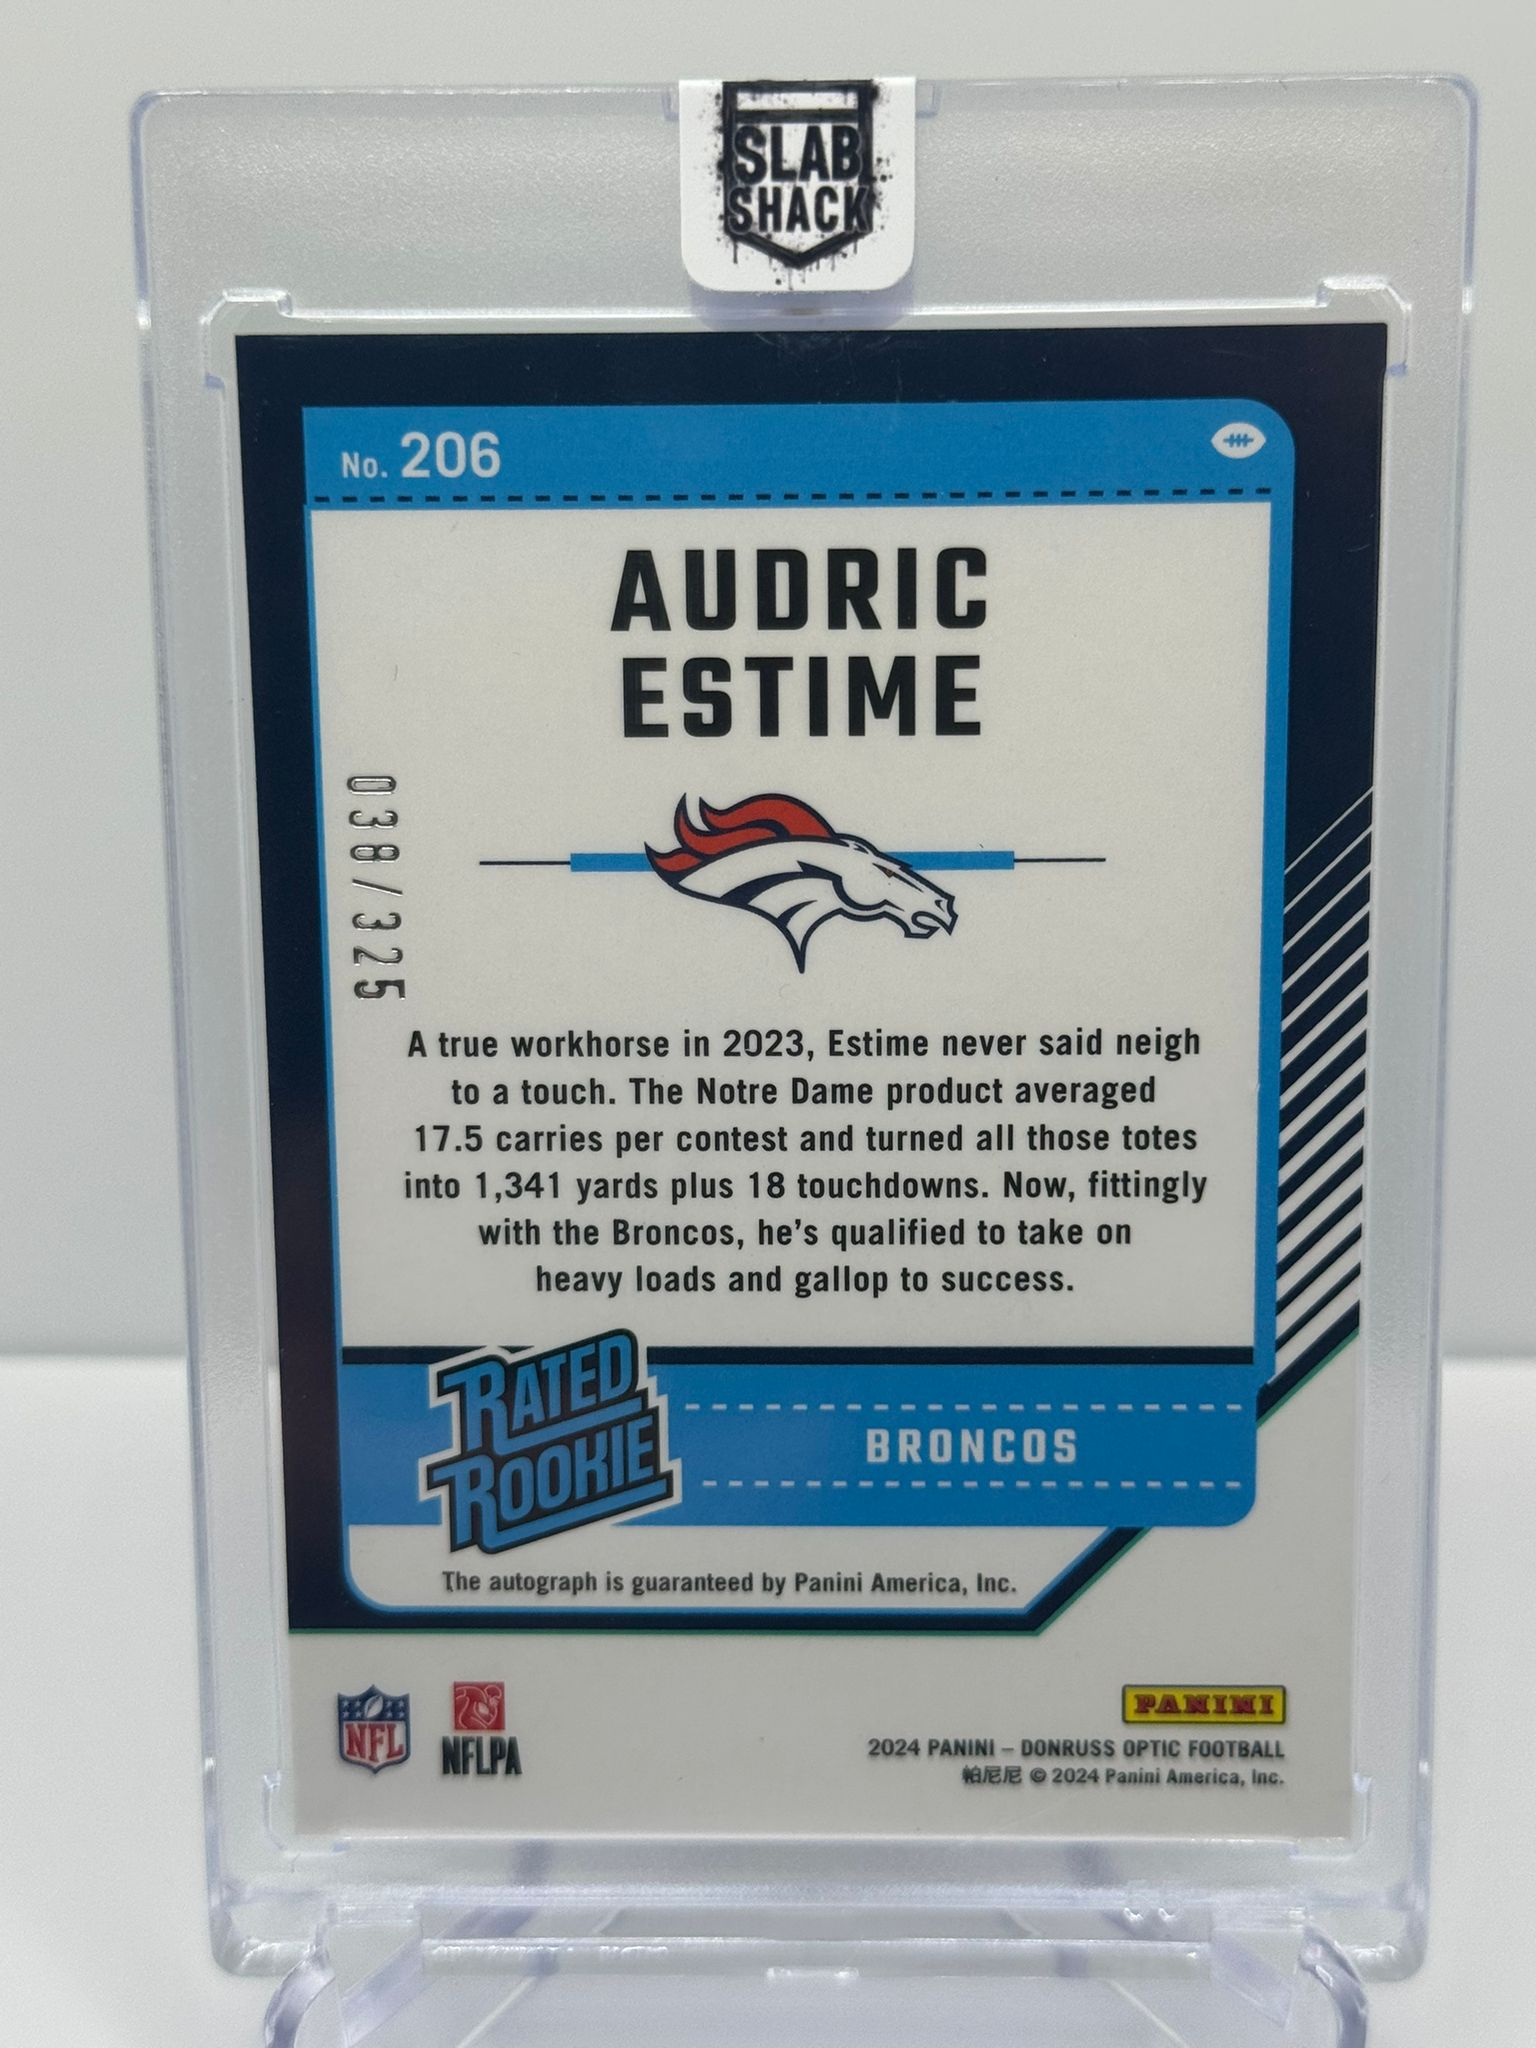 SLAB
SHACK
No. 206
AUDRIC
ESTIME
038/325
A true workhorse in 2023, Estime never said neigh
to a touch. The Notre Dame product averaged
17.5 carries per contest and turned all those totes
into 1,341 yards plus 18 touchdowns. Now, fittingly
with the Broncos, he's qualified to take on
heavy loads and gallop to success.
RATED
ROOKIE
BRONCOS
The autograph is guaranteed by Panini America, Inc.
NFL
NFLPA
PANINI
2024 PANINI – DONRUSS OPTIC FOOTBALL
帕尼尼 © 2024 Panini America, Inc.